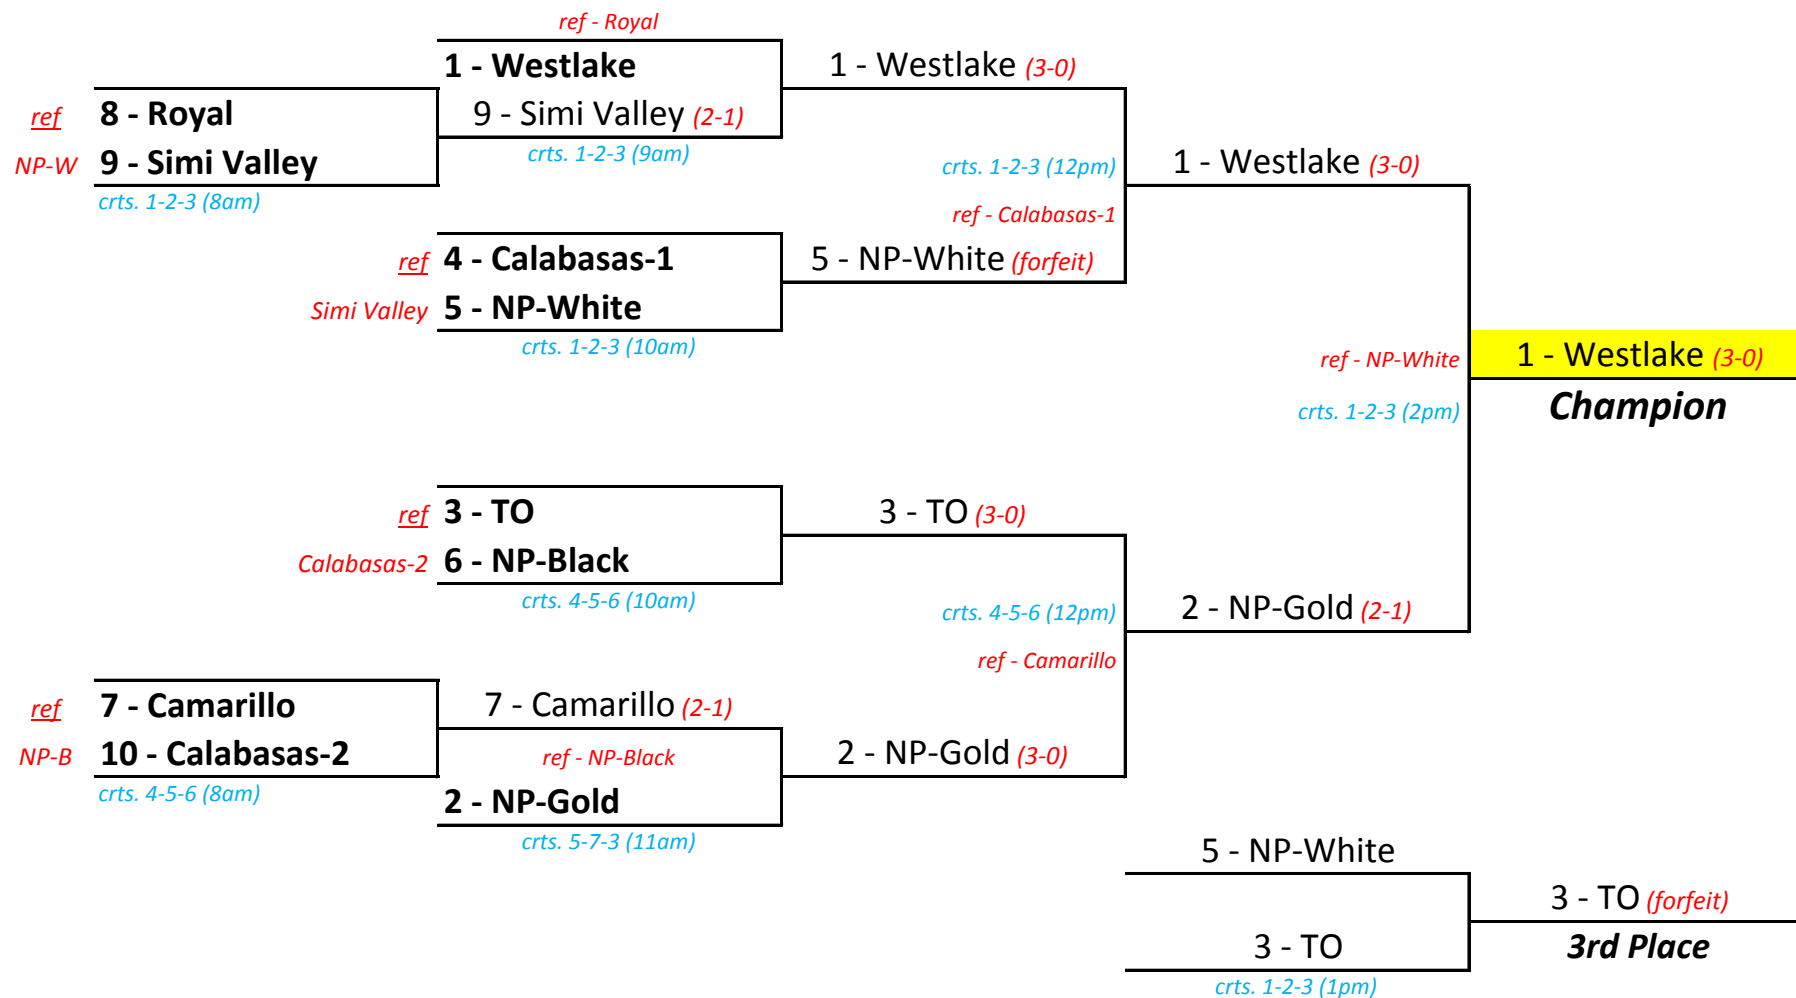 ref - Royal
1 - Westlake
1 - Westlake (3-0)
ref 8 - Royal
9 - Simi Valley (2-1)
NP-W 9 - Simi Valley
crts. 1-2-3 (9am)
crts. 1-2-3 (12pm)
1 - Westlake (3-0)
crts. 1-2-3 (8am)
ref - Calabasas-1
ref 4 - Calabasas-1
5 - NP-White (forfeit)
Simi Valley 5 - NP-White
crts. 1-2-3 (10am)
ref - NP-White
1 - Westlake (3-0)
crts. 1-2-3 (2pm)
Champion
ref 3 - TO
3 - TO (3-0)
Calabasas-2 6 - NP-Black
crts. 4-5-6 (10am)
crts. 4-5-6 (12pm)
2 - NP-Gold (2-1)
ref - Camarillo
ref 7 - Camarillo
7 - Camarillo (2-1)
NP-B 10 - Calabasas-2
ref - NP-Black
2 - NP-Gold (3-0)
crts. 4-5-6 (8am)
2 - NP-Gold
crts. 5-7-3 (11am)
5 - NP-White
3 - TO (forfeit)
3 - TO
3rd Place
crts. 1-2-3 (1pm)